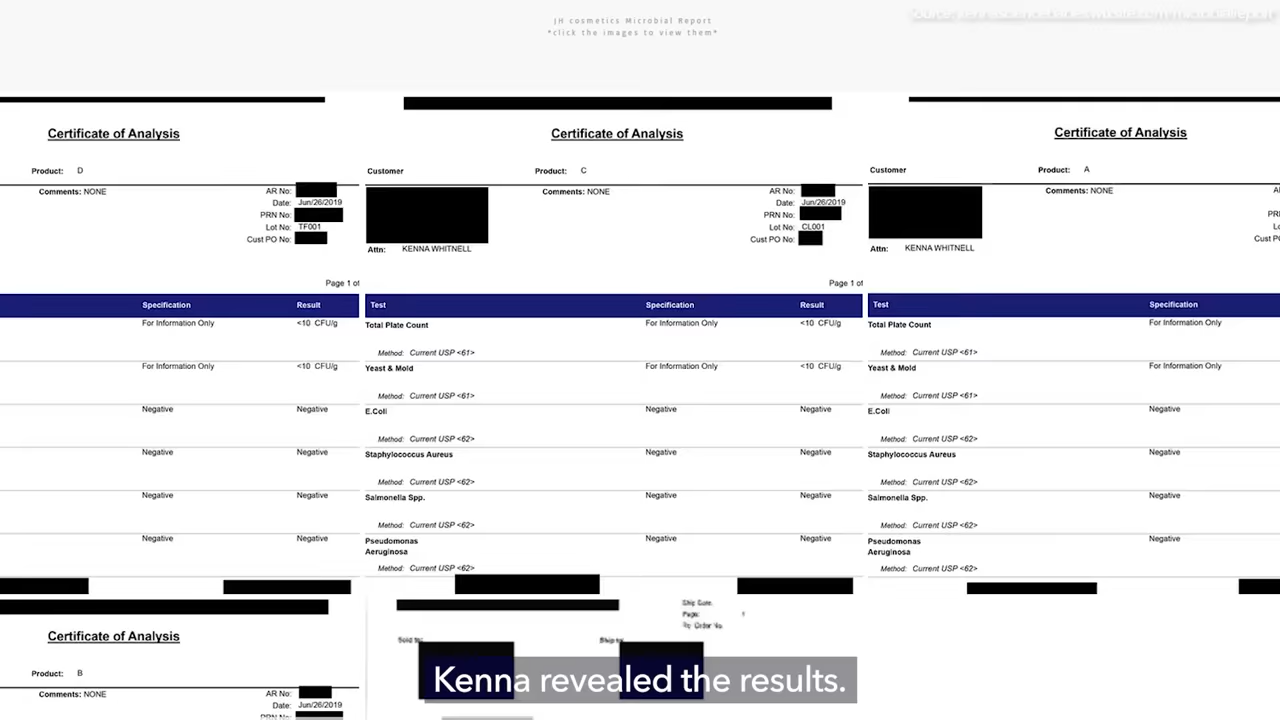 JH cosmetics Microbial Report
*click the images to view them*
Certificate of Analysis
Product: D
Comments: NONE
AR No:
Date: Jun/26/2019
PRN No:
Lot No: TF001
Cust PO No:
Page 1 of
Specification Result
For Information Only <10 CFU/g
For Information Only <10 CFU/g
Negative Negative
Negative Negative
Negative Negative
Negative Negative
Certificate of Analysis
Customer Product: C
Comments: NONE
AR No:
Date: Jun/26/2019
PRN No:
Lot No: CL001
Cust PO No:
Attn: KENNA WHITNELL
Page 1 of
Test Specification Result
Total Plate Count For Information Only <10 CFU/g
Method: Current USP <61>
Yeast & Mold For Information Only <10 CFU/g
Method: Current USP <61>
E.Coli Negative Negative
Method: Current USP <62>
Staphylococcus Aureus Negative Negative
Method: Current USP <62>
Salmonella Spp. Negative Negative
Method: Current USP <62>
Pseudomonas Negative Negative
Aeruginosa
Method: Current USP <62>
Certificate of Analysis
Customer Product: A
Comments: NONE
Attn: KENNA WHITNELL
Test Specification
Total Plate Count For Information Only
Method: Current USP <61>
Yeast & Mold For Information Only
Method: Current USP <61>
E.Coli Negative
Method: Current USP <62>
Staphylococcus Aureus Negative
Method: Current USP <62>
Salmonella Spp. Negative
Method: Current USP <62>
Pseudomonas Negative
Aeruginosa
Method: Current USP <62>
Certificate of Analysis
Product: B
Comments: NONE
AR No:
Date: Jun/26/2019
PRN No:
Ship Date:
Page: 1
Sold to: Ship to:
Kenna revealed the results.